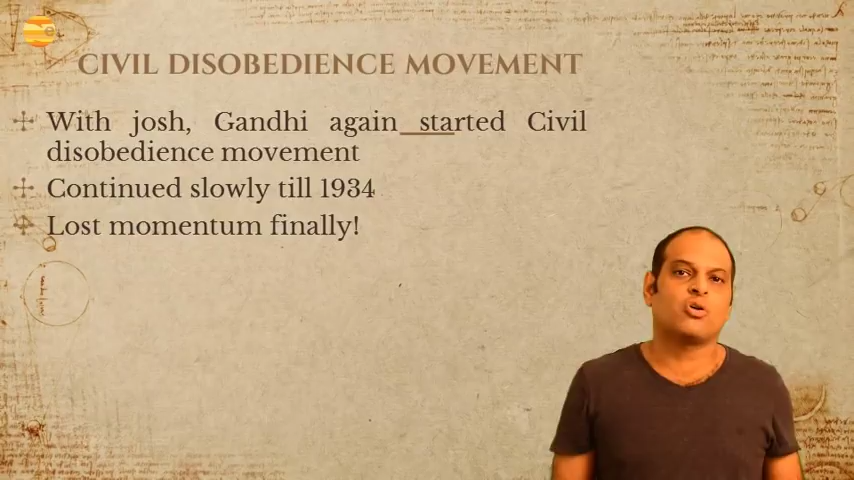 e
CIVIL DISOBEDIENCE MOVEMENT
With josh, Gandhi again started Civil
disobedience movement
Continued slowly till 1934
Lost momentum finally!